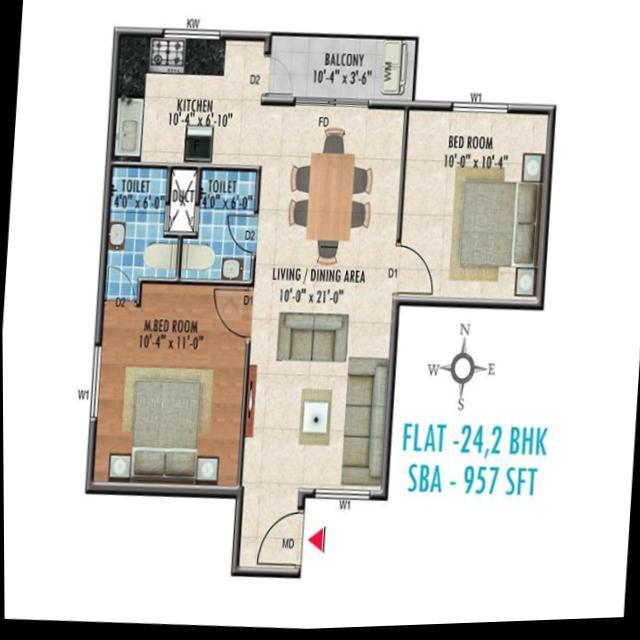 KW
BALCONY
10'-4" x 3'-6"
WM
D2
KITCHEN
10'-4" x 6'-10"
F
FD
W1
BED ROOM
10'-0" x 10'-4"
TOILET
4'0" x 6'-0"
DUCT
TOILET
4'0" x 6'-0"
D2
D2
LIVING / DINING AREA
10'-0" x 21'-0"
D1
D1
M.BED ROOM
10'-4" x 11'-0"
W1
N
W
E
S
FLAT -24,2 BHK
SBA - 957 SFT
W1
MD